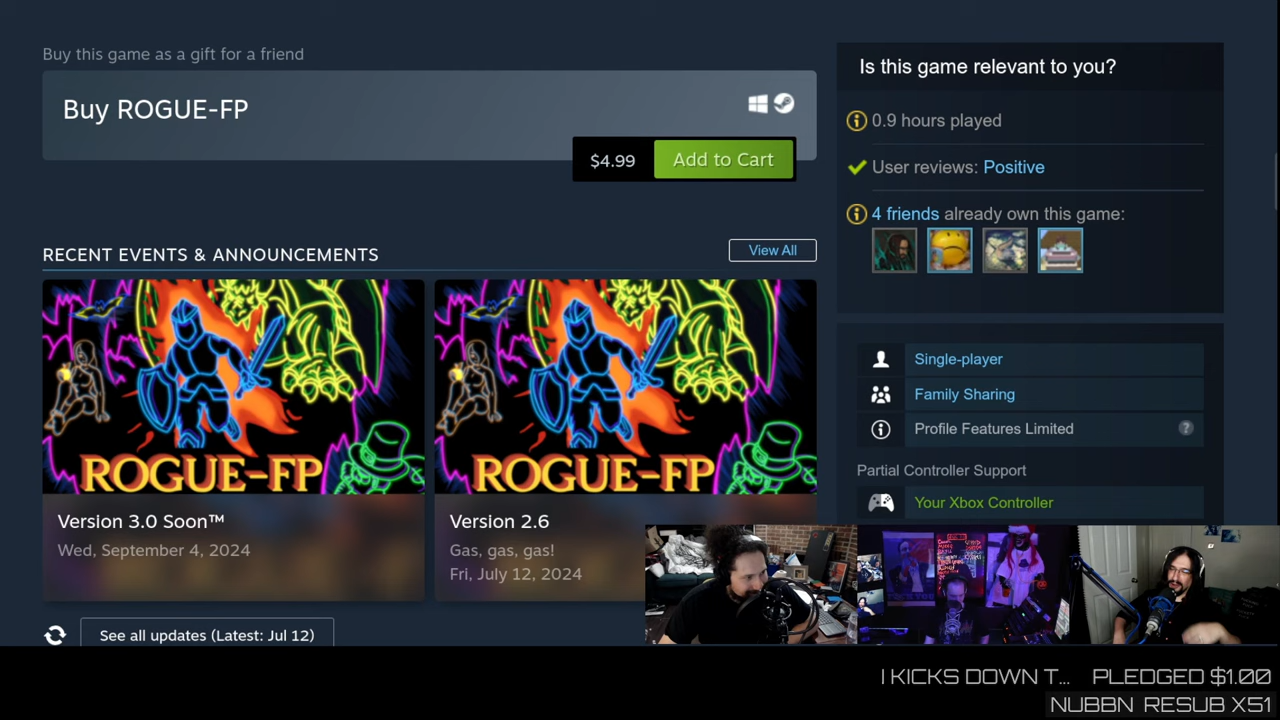 Buy this game as a gift for a friend
Buy ROGUE-FP
$4.99
Add to Cart
RECENT EVENTS & ANNOUNCEMENTS
View All
ROGUE-FP
Version 3.0 Soon™
Wed, September 4, 2024
ROGUE-FP
Version 2.6
Gas, gas, gas!
Fri, July 12, 2024
See all updates (Latest: Jul 12)
Is this game relevant to you?
0.9 hours played
User reviews: Positive
4 friends already own this game:
Single-player
Family Sharing
Profile Features Limited
?
Partial Controller Support
Your Xbox Controller
I KICKS DOWN T... PLEDGED $1.00
NUBBN RESUB X51